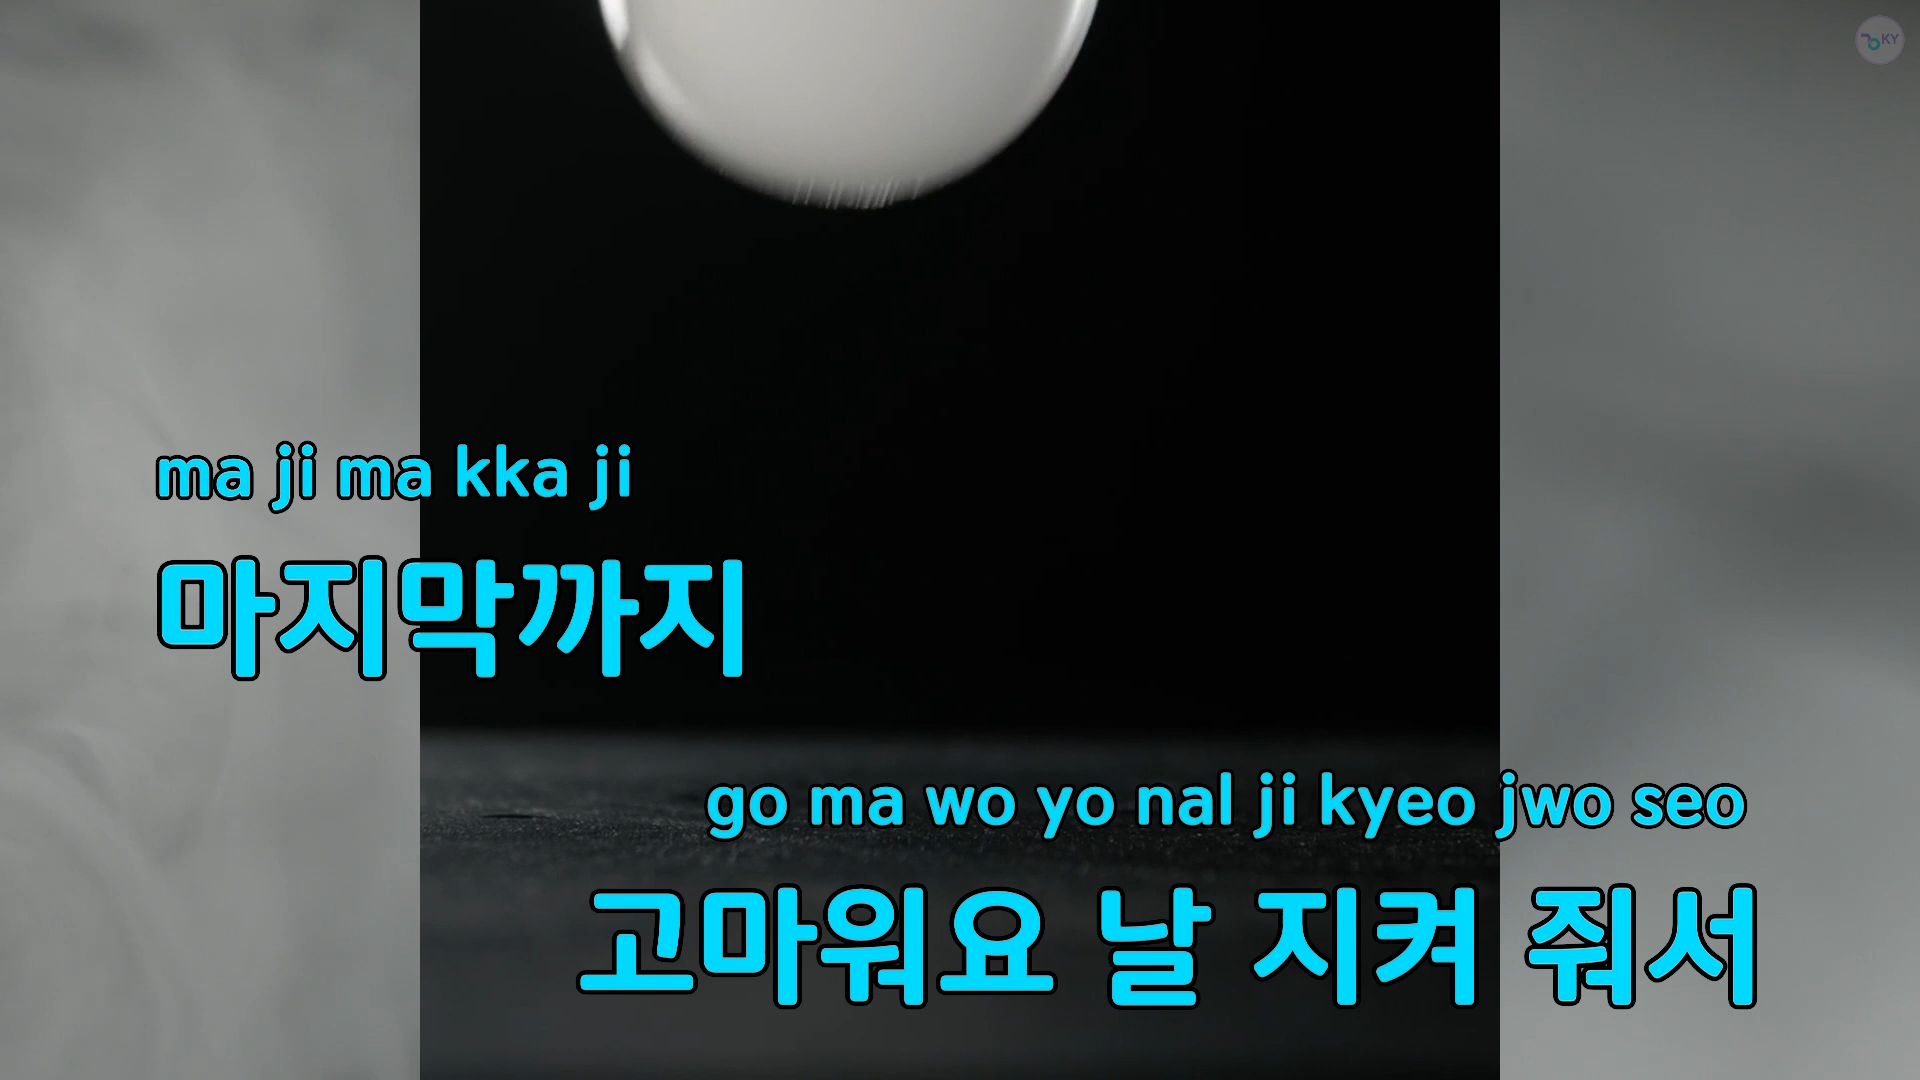 KY
ma ji ma kka ji
마지막까지
go ma wo yo nal ji kyeo jwo seo
고마워요 날 지켜 줘서